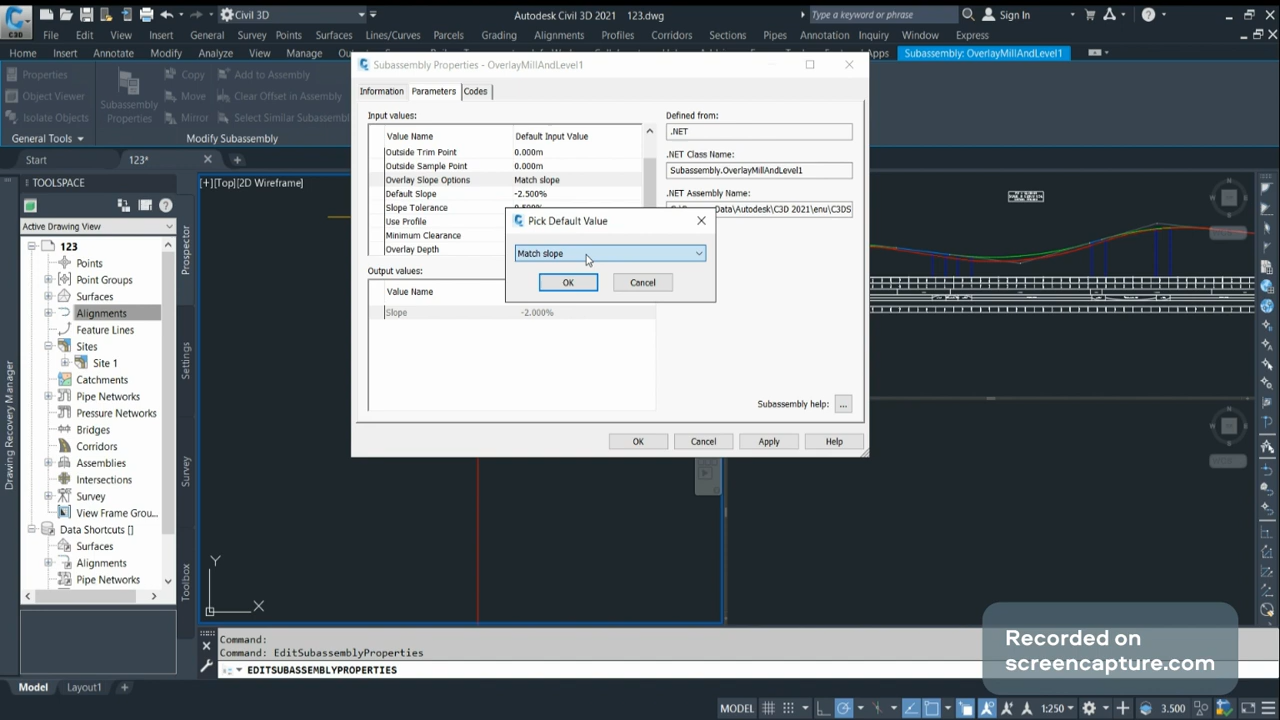 Civil 3D
Autodesk Civil 3D 2021 123.dwg
Type a keyword or phrase
Sign In
C3D
File Edit View Insert General Survey Points Surfaces Lines/Curves Parcels Grading Alignments Profiles Corridors Sections Pipes Annotation Inquiry Window Express
Home Insert Annotate Modify Analyze View Apps Subassembly: OverlayMillAndLevel1
Properties
Object Viewer
Isolate Objects
General Tools
Subassembly
Properties
Copy
Move
Mirror
Add to Assembly
Clear Offset in Assembly
Select Similar Subassembl
Modify Subassembly
Start 123*
TOOLSPACE
Active Drawing View
123
Points
Point Groups
Surfaces
Alignments
Feature Lines
Sites
Site 1
Catchments
Pipe Networks
Pressure Networks
Bridges
Corridors
Assemblies
Intersections
Survey
View Frame Grou...
Data Shortcuts []
Surfaces
Alignments
Pipe Networks
Prospector
Settings
Survey
Toolbox
Drawing Recovery Manager
[+][Top][2D Wireframe]
Subassembly Properties - OverlayMillAndLevel1
Information Parameters Codes
Input values:
Value Name Default Input Value
Outside Trim Point 0.000m
Outside Sample Point 0.000m
Overlay Slope Options Match slope
Default Slope -2.500%
Slope Tolerance
Use Profile
Minimum Clearance
Overlay Depth
Output values:
Value Name
Slope -2.000%
Defined from:
.NET
.NET Class Name:
Subassembly.OverlayMillAndLevel1
.NET Assembly Name:
Data\Autodesk\C3D 2021\enu\C3DS
Subassembly help: ...
OK Cancel Apply Help
Pick Default Value
Match slope
OK Cancel
Y
X
Command:
Command: EditSubassemblyProperties
EDITSUBASSEMBLYPROPERTIES
Model Layout1
MODEL
1:250
3.500
Recorded on
screencapture.com